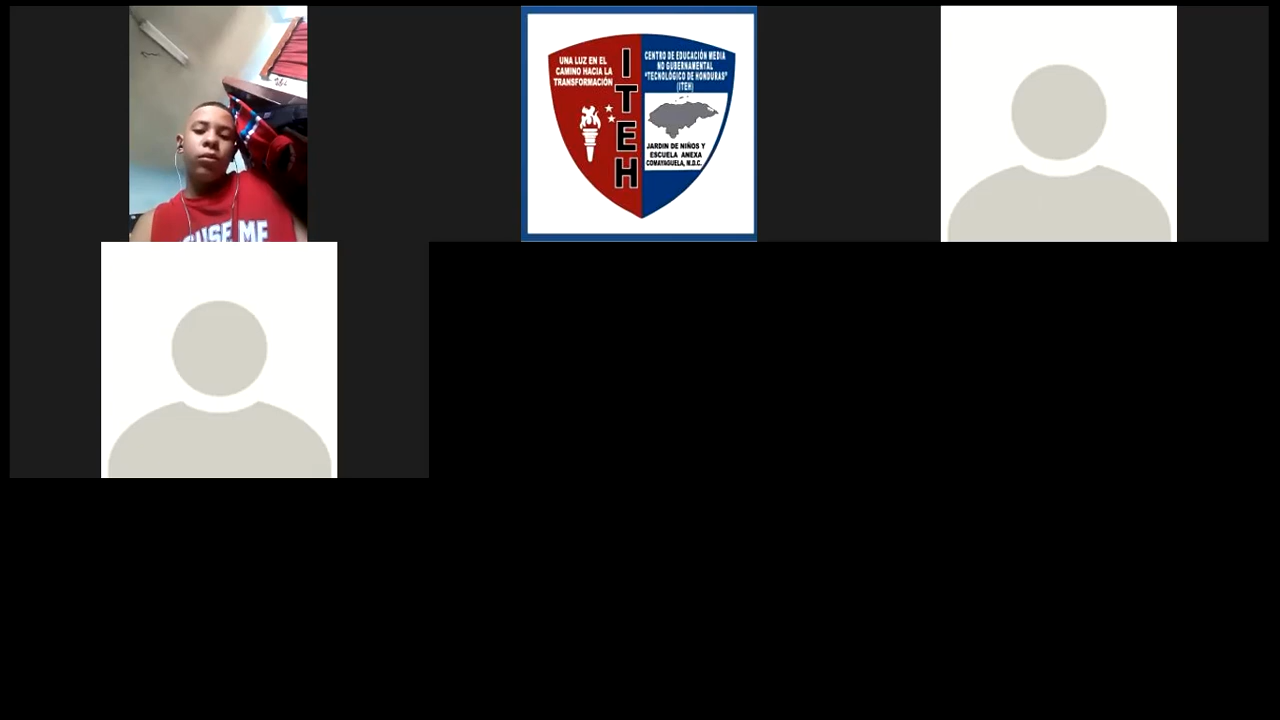 UNA LUZ EN EL
CAMINO HACIA LA
TRANSFORMACIÓN
ITEH
CENTRO DE EDUCACIÓN MEDIA
NO GUBERNAMENTAL
"TECNOLÓGICO DE HONDURAS"
(ITEH)
JARDIN DE NIÑOS Y
ESCUELA ANEXA
COMAYAGUELA, M.D.C.
ME